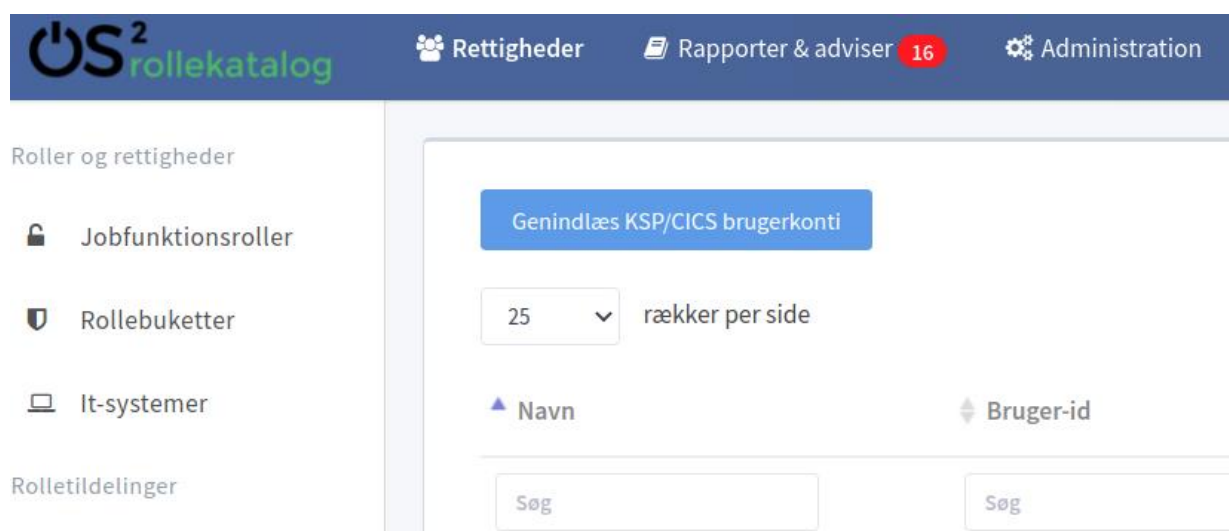 OS2 rollekatalog
Rettigheder
Rapporter & adviser 16
Administration
Roller og rettigheder
Jobfunktionsroller
Rollebuketter
It-systemer
Rolletildelinger
Genindlæs KSP/CICS brugerkonti
25 rækker per side
Navn
Bruger-id
Søg
Søg